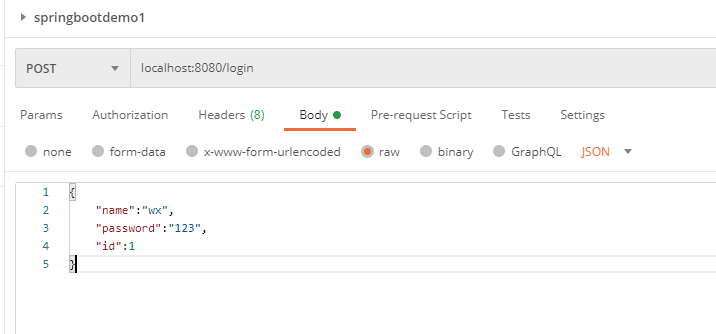 springbootdemo1
POST localhost:8080/login
Params Authorization Headers (8) Body Pre-request Script Tests Settings
none form-data x-www-form-urlencoded raw binary GraphQL JSON
1 {
2 "name":"wx",
3 "password":"123",
4 "id":1
5 }